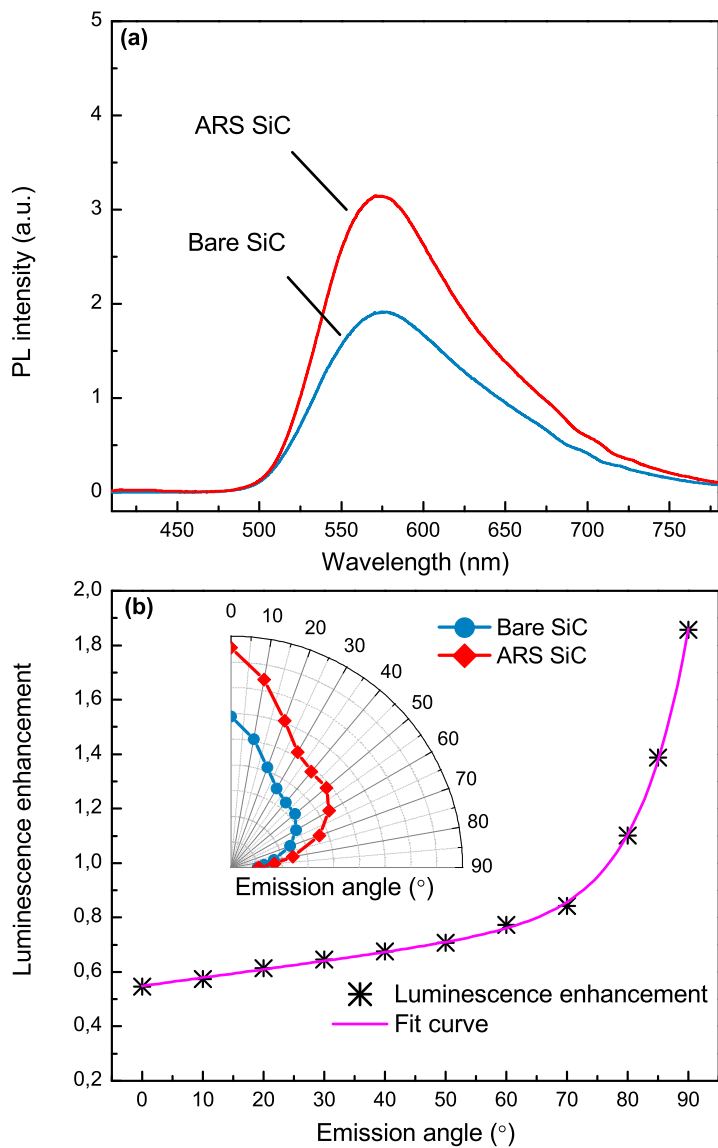 (a)
5
4
3
2
1
0
PL intensity (a.u.)
ARS SiC
Bare SiC
450 500 550 600 650 700 750
Wavelength (nm)
(b)
2,0
1,8
1,6
1,4
1,2
1,0
0,8
0,6
0,4
0,2
Luminescence enhancement
0 10 20 30 40 50 60 70 80 90
Emission angle (°)
Bare SiC
ARS SiC
Luminescence enhancement
Fit curve
0 10 20 30 40 50 60 70 80 90
Emission angle (°)